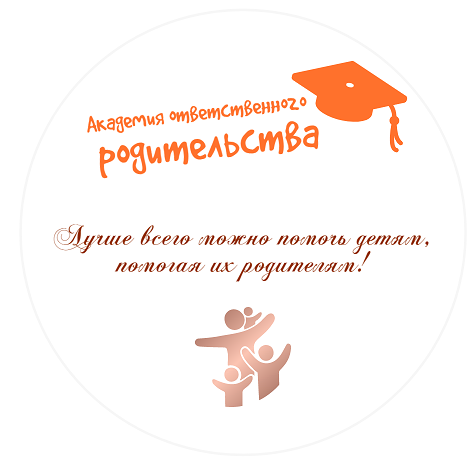 Академия ответственного
родительства
Лучше всего можно помочь детям,
помогая их родителям!